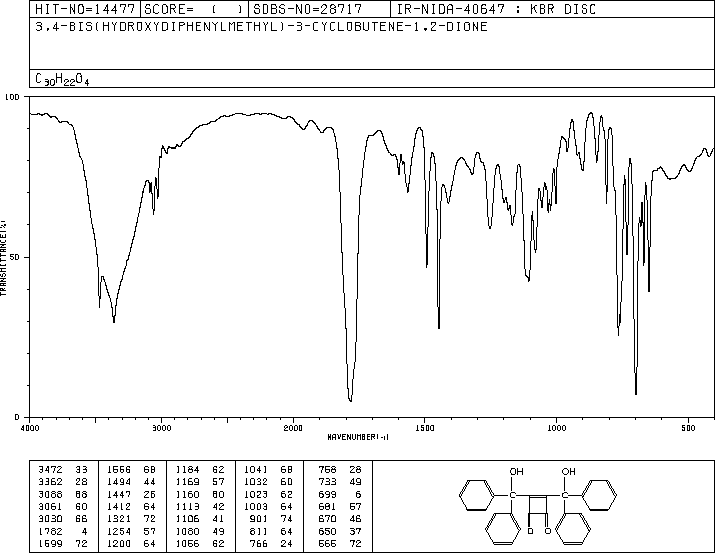 HIT-NO=14477 SCORE= ( ) SDBS-NO=28717 IR-NIDA-40647 : KBR DISC
3,4-BIS(HYDROXYDIPHENYLMETHYL)-3-CYCLOBUTENE-1,2-DIONE
C30H22O4
100
50
0
TRANSMITTANCE(%)
4000 3000 2000 1500 1000 500
WAVENUMBER(-1)
3472 33 1566 68 1184 62 1041 68 758 28
3362 28 1494 44 1169 57 1032 60 733 49
3088 68 1447 26 1160 60 1023 62 699 6
3061 60 1412 64 1113 42 1003 64 681 57
3030 66 1321 72 1106 41 901 74 670 46
1782 4 1254 57 1080 49 811 64 650 37
1599 72 1200 64 1056 62 766 24 565 72
OH OH
O O